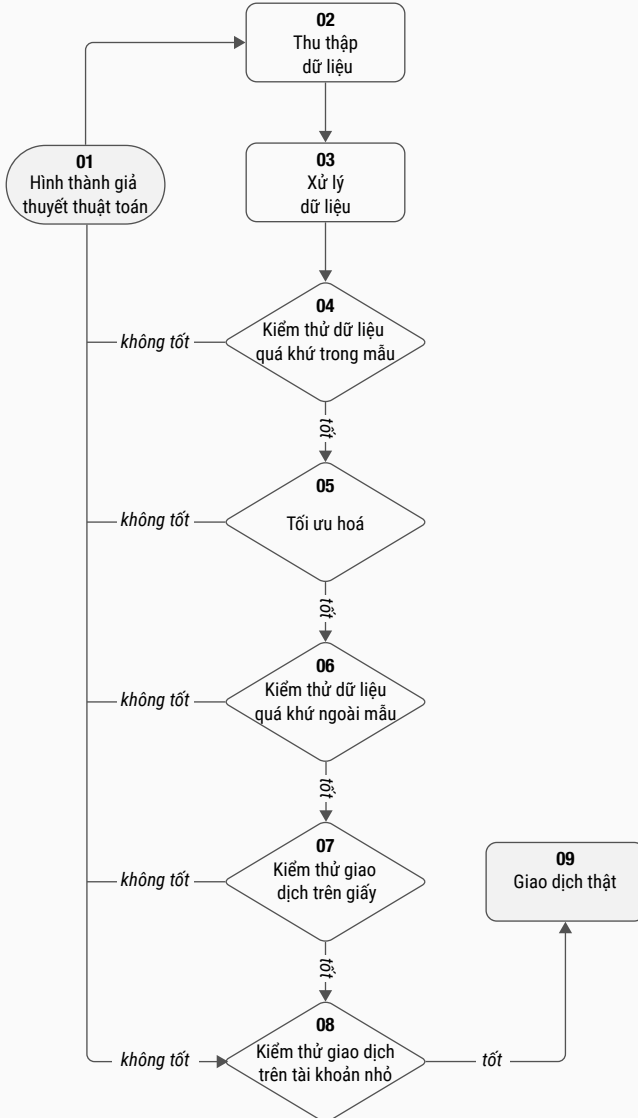 02
Thu thập
dữ liệu
01
Hình thành giả
thuyết thuật toán
03
Xử lý
dữ liệu
04
Kiểm thử dữ liệu
quá khứ trong mẫu
không tốt
tốt
05
Tối ưu hoá
không tốt
tốt
06
Kiểm thử dữ liệu
quá khứ ngoài mẫu
không tốt
tốt
07
Kiểm thử giao
dịch trên giấy
không tốt
tốt
09
Giao dịch thật
08
Kiểm thử giao dịch
trên tài khoản nhỏ
không tốt
tốt